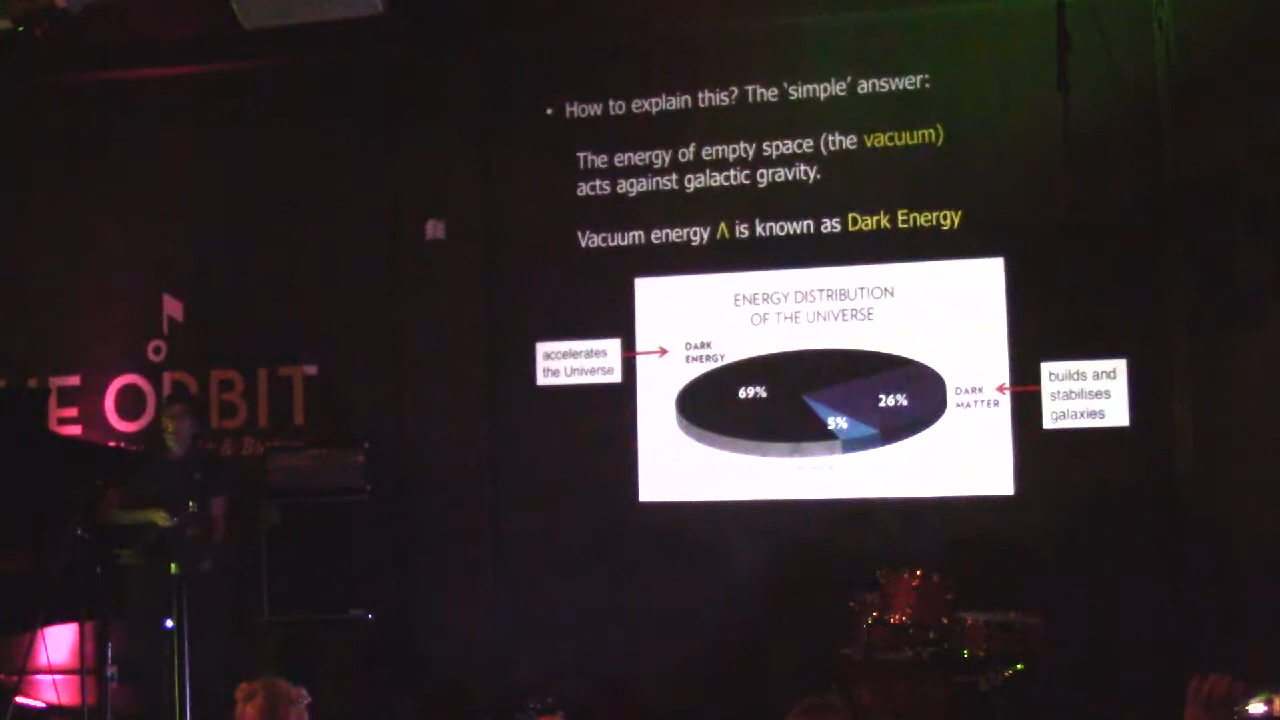 • How to explain this? The ‘simple’ answer:
The energy of empty space (the vacuum)
acts against galactic gravity.
Vacuum energy Λ is known as Dark Energy
ENERGY DISTRIBUTION
OF THE UNIVERSE
accelerates
the Universe
DARK
ENERGY
69%
26%
5%
DARK
MATTER
builds and
stabilises
galaxies
E ORBIT